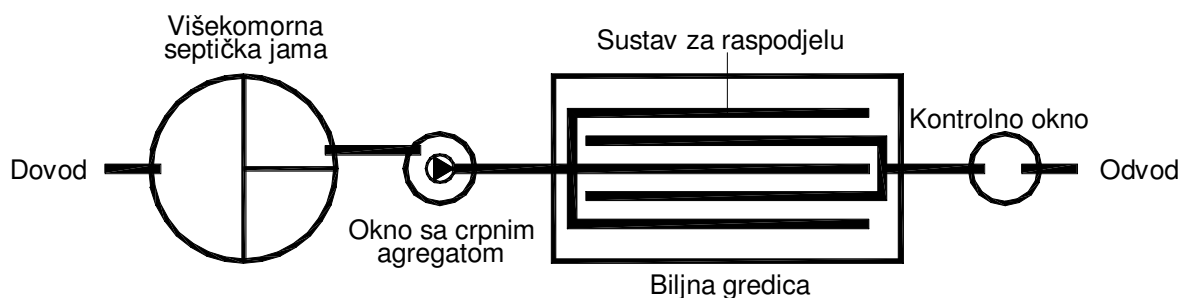 Višekomorna
septička jama
Sustav za raspodjelu
Kontrolno okno
Dovod
Odvod
Okno sa crpnim
agregatom
Biljna gredica